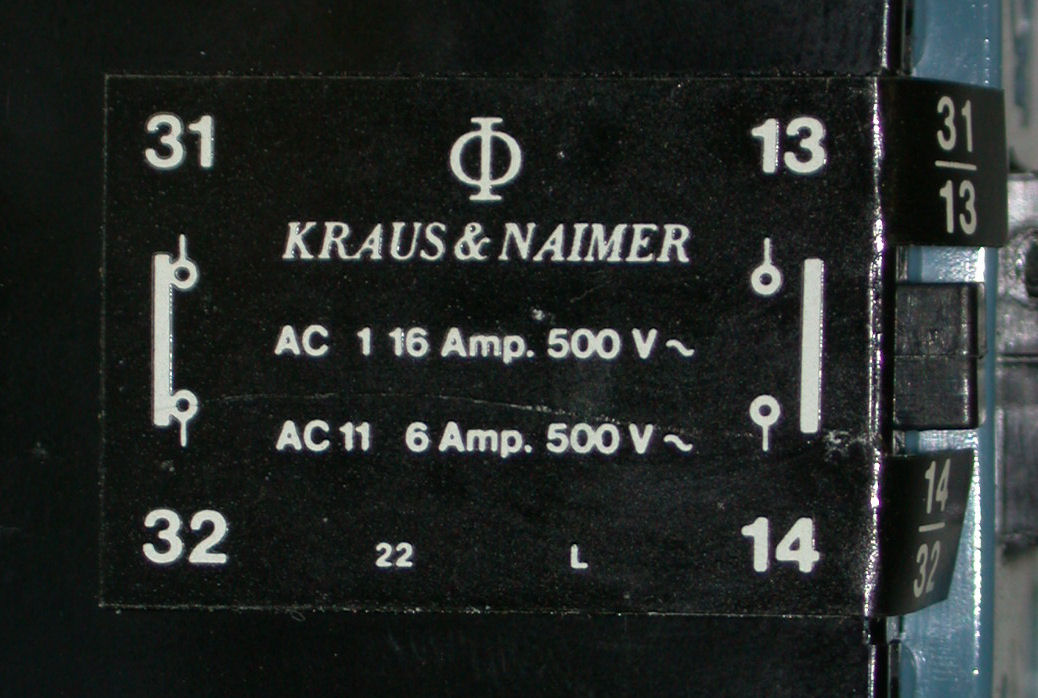 31 Φ 13
KRAUS & NAIMER
AC 1 16 Amp. 500 V ~
AC 11 6 Amp. 500 V ~
32 22 L 14
31
13
14
32